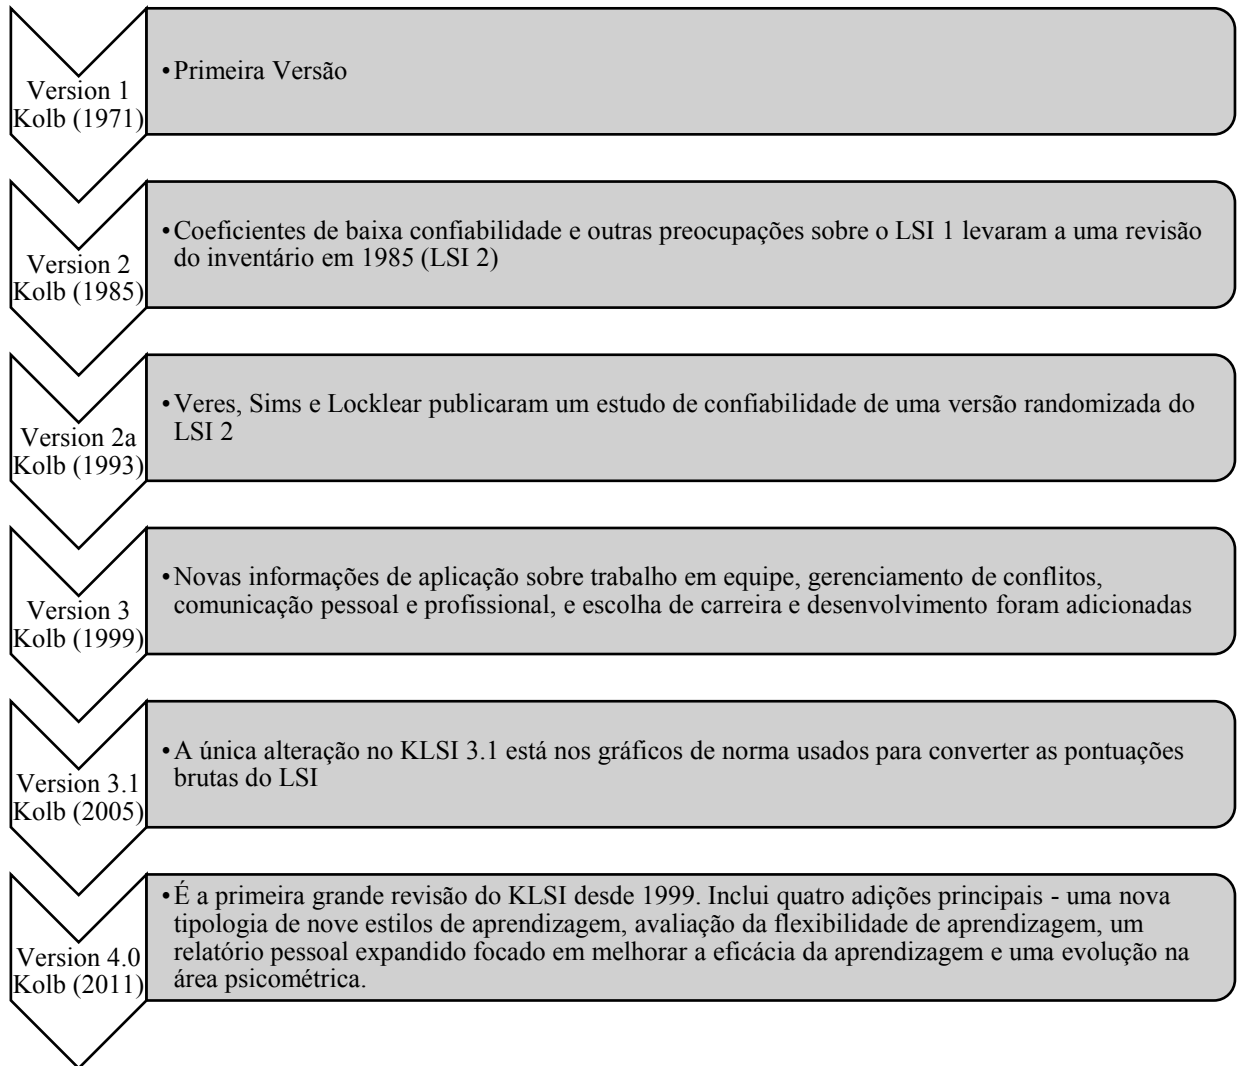 Version 1
Kolb (1971)
•Primeira Versão
Version 2
Kolb (1985)
•Coeficientes de baixa confiabilidade e outras preocupações sobre o LSI 1 levaram a uma revisão
do inventário em 1985 (LSI 2)
Version 2a
Kolb (1993)
•Veres, Sims e Locklear publicaram um estudo de confiabilidade de uma versão randomizada do
LSI 2
Version 3
Kolb (1999)
•Novas informações de aplicação sobre trabalho em equipe, gerenciamento de conflitos,
comunicação pessoal e profissional, e escolha de carreira e desenvolvimento foram adicionadas
Version 3.1
Kolb (2005)
•A única alteração no KLSI 3.1 está nos gráficos de norma usados para converter as pontuações
brutas do LSI
Version 4.0
Kolb (2011)
•É a primeira grande revisão do KLSI desde 1999. Inclui quatro adições principais - uma nova
tipologia de nove estilos de aprendizagem, avaliação da flexibilidade de aprendizagem, um
relatório pessoal expandido focado em melhorar a eficácia da aprendizagem e uma evolução na
área psicométrica.